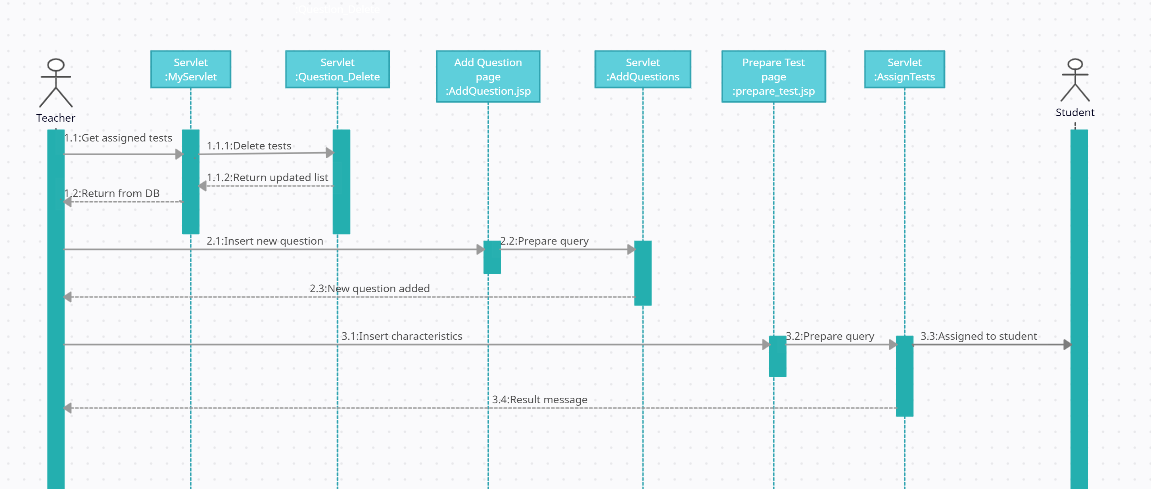 Servlet
:MyServlet
Servlet
:Question_Delete
Add Question
page
:AddQuestion.jsp
Servlet
:AddQuestions
Prepare Test
page
:prepare_test.jsp
Servlet
:AssignTests
Teacher
Student
1.1:Get assigned tests
1.1.1:Delete tests
1.1.2:Return updated list
1.2:Return from DB
2.1:Insert new question
2.2:Prepare query
2.3:New question added
3.1:Insert characteristics
3.2:Prepare query
3.3:Assigned to student
3.4:Result message